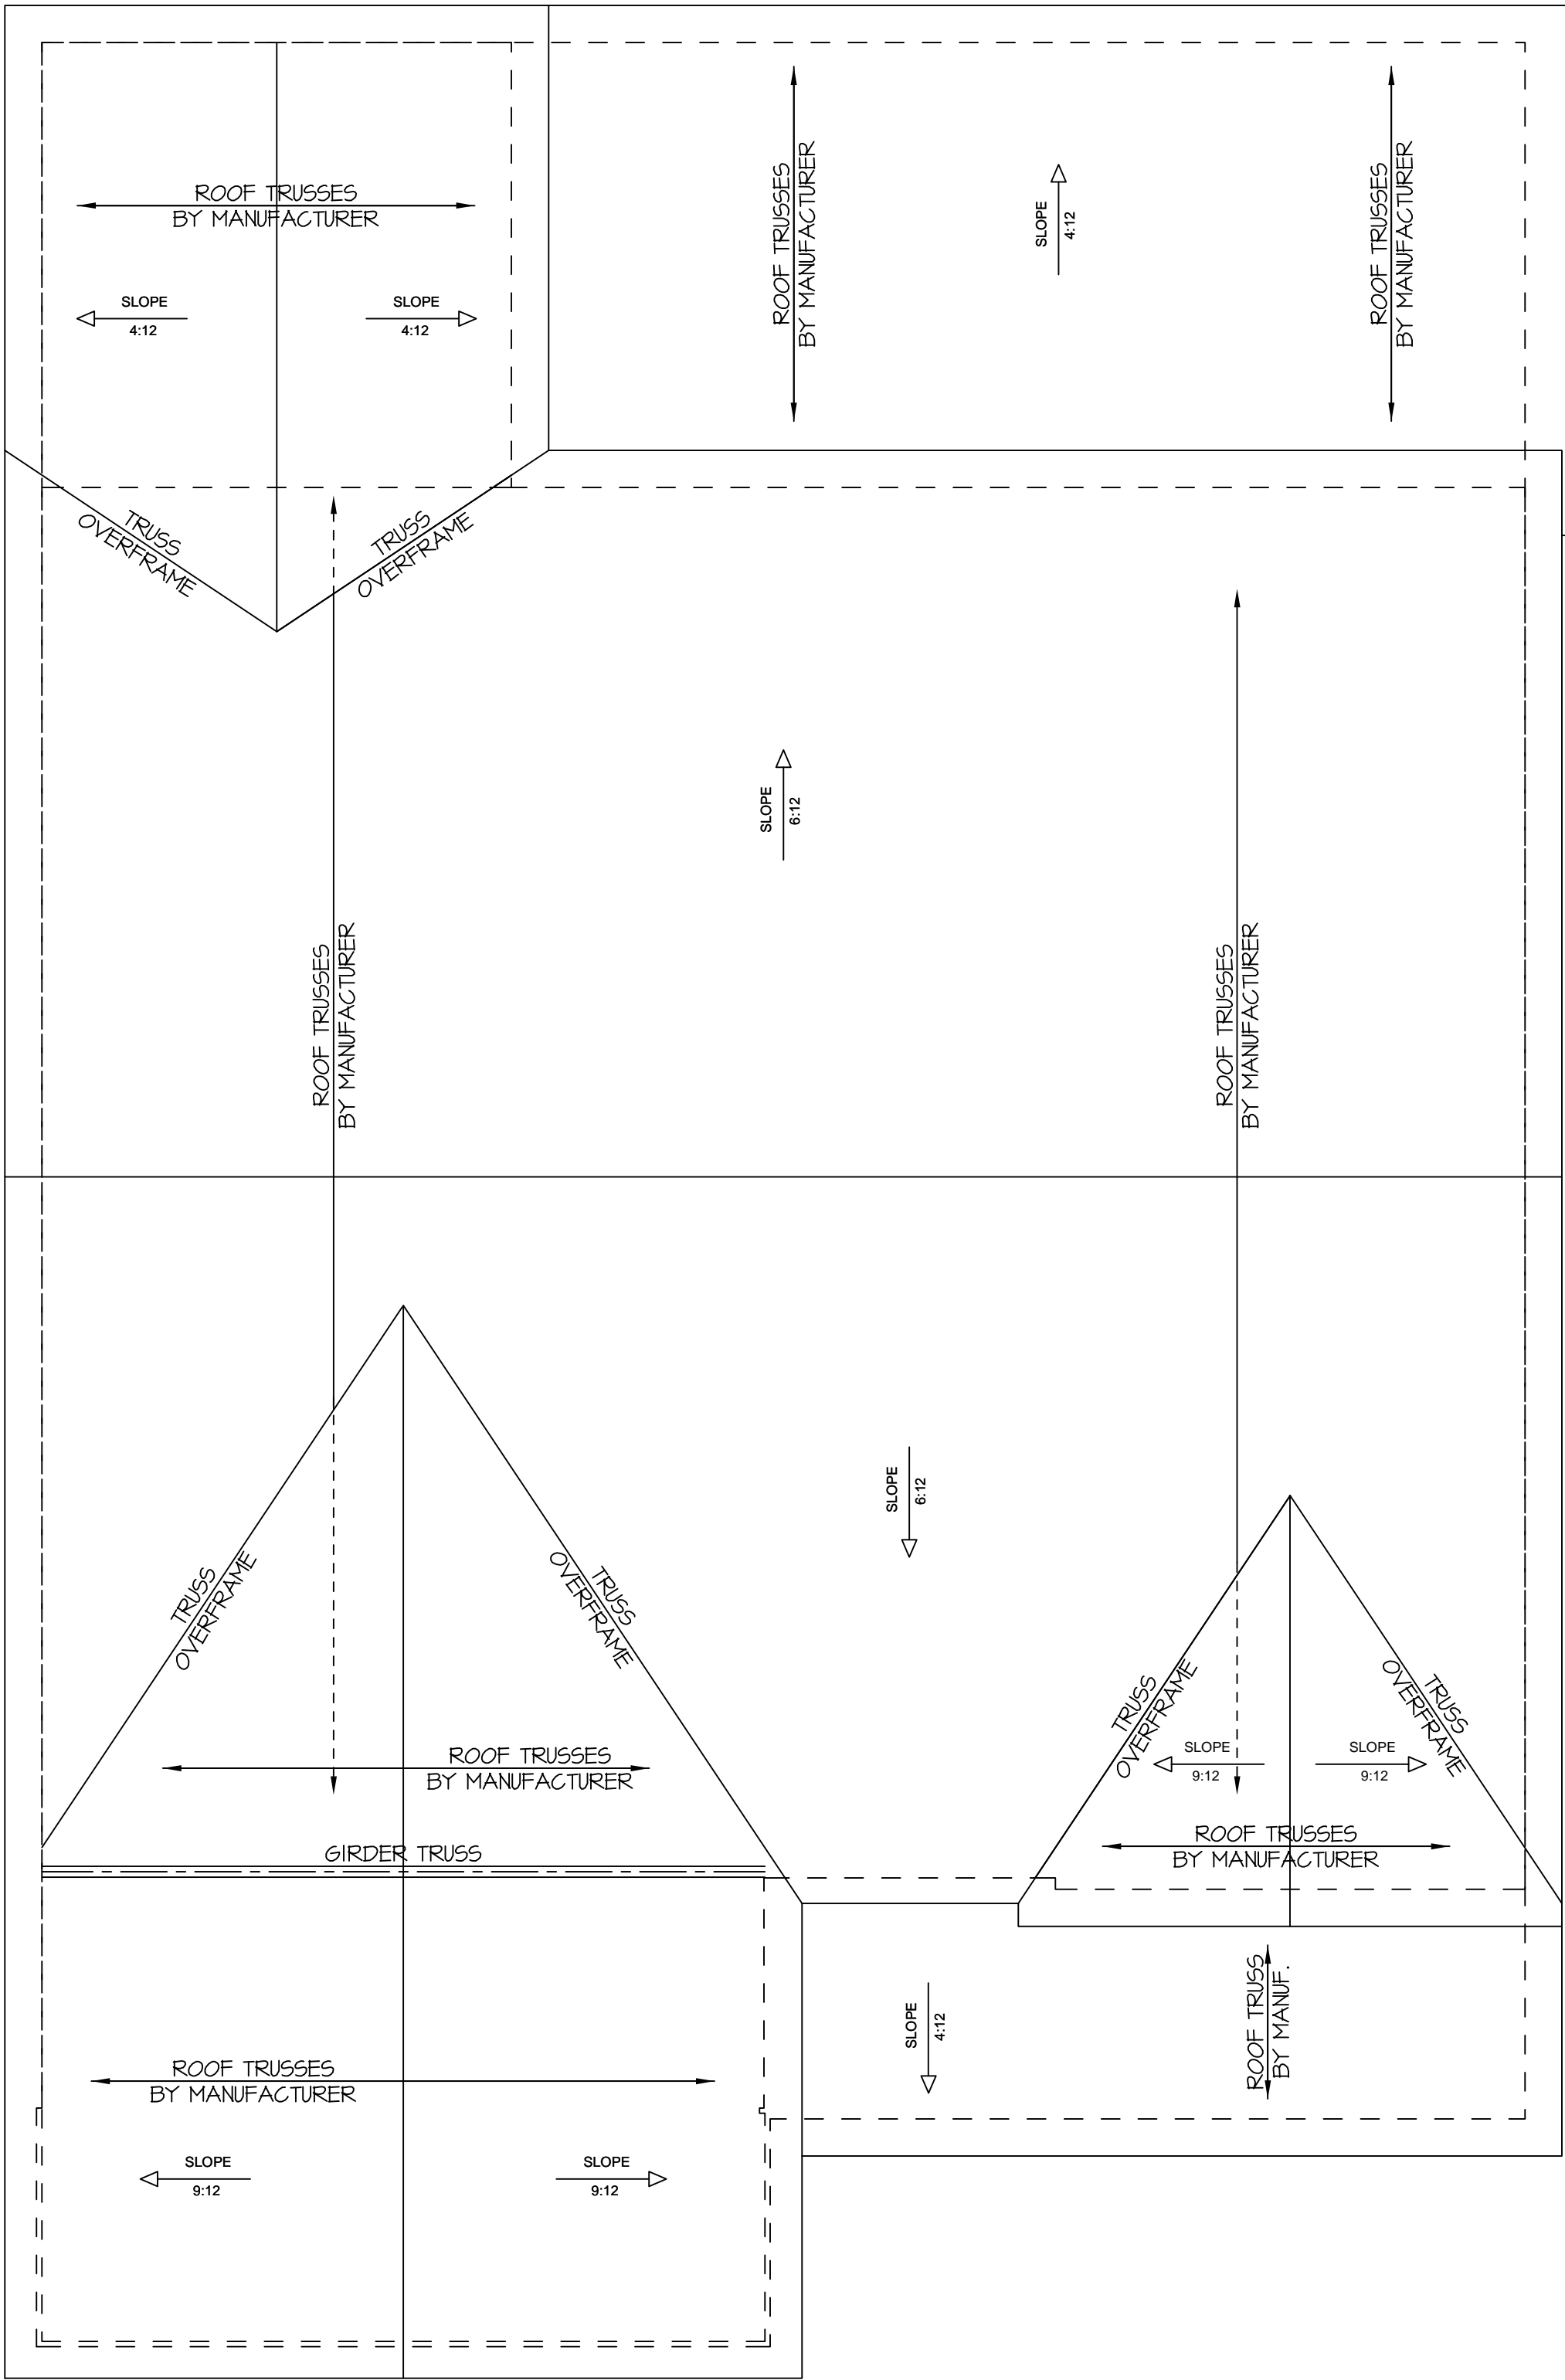 ROOF TRUSSES
BY MANUFACTURER
SLOPE
4:12
SLOPE
4:12
ROOF TRUSSES
BY MANUFACTURER
SLOPE
4:12
ROOF TRUSSES
BY MANUFACTURER
TRUSS
OVERFRAME
TRUSS
OVERFRAME
SLOPE
6:12
ROOF TRUSSES
BY MANUFACTURER
ROOF TRUSSES
BY MANUFACTURER
SLOPE
6:12
TRUSS
OVERFRAME
TRUSS
OVERFRAME
TRUSS
OVERFRAME
TRUSS
OVERFRAME
ROOF TRUSSES
BY MANUFACTURER
SLOPE
9:12
SLOPE
9:12
ROOF TRUSSES
BY MANUFACTURER
GIRDER TRUSS
SLOPE
4:12
ROOF TRUSS
BY MANUF.
ROOF TRUSSES
BY MANUFACTURER
SLOPE
9:12
SLOPE
9:12